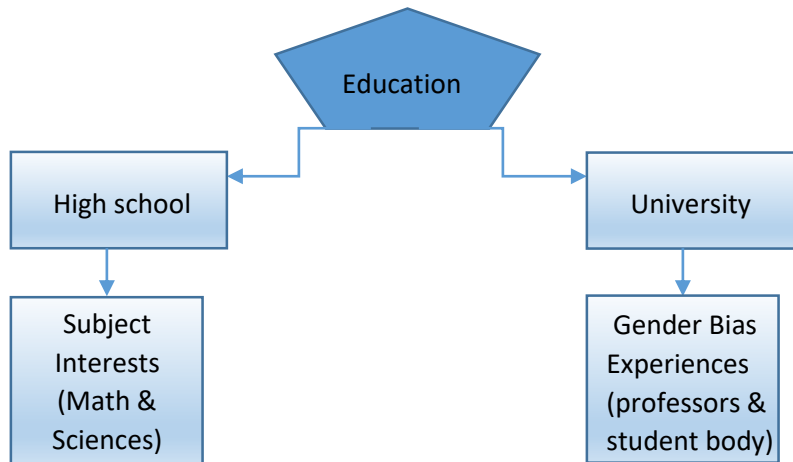 Education
High school
University
Subject
Interests
(Math &
Sciences)
Gender Bias
Experiences
(professors &
student body)